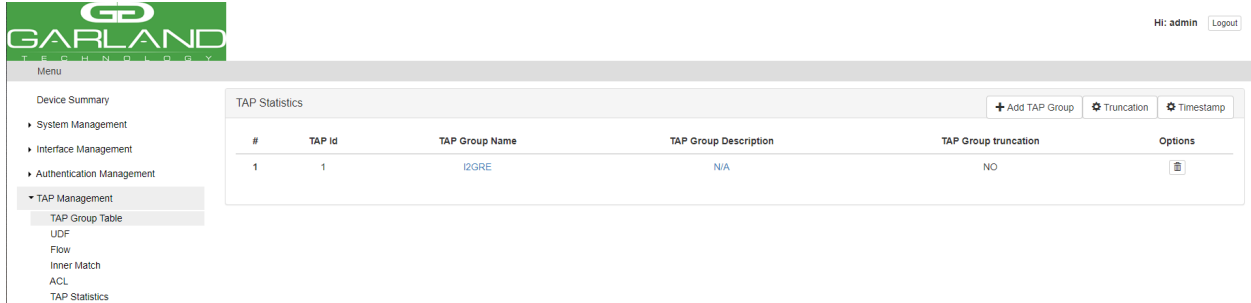 GARLAND
TECHNOLOGY
Hi: admin Logout
Menu
Device Summary
System Management
Interface Management
Authentication Management
TAP Management
TAP Group Table
UDF
Flow
Inner Match
ACL
TAP Statistics
TAP Statistics
Add TAP Group Truncation Timestamp
# TAP Id TAP Group Name TAP Group Description TAP Group truncation Options
1 1 I2GRE N/A NO